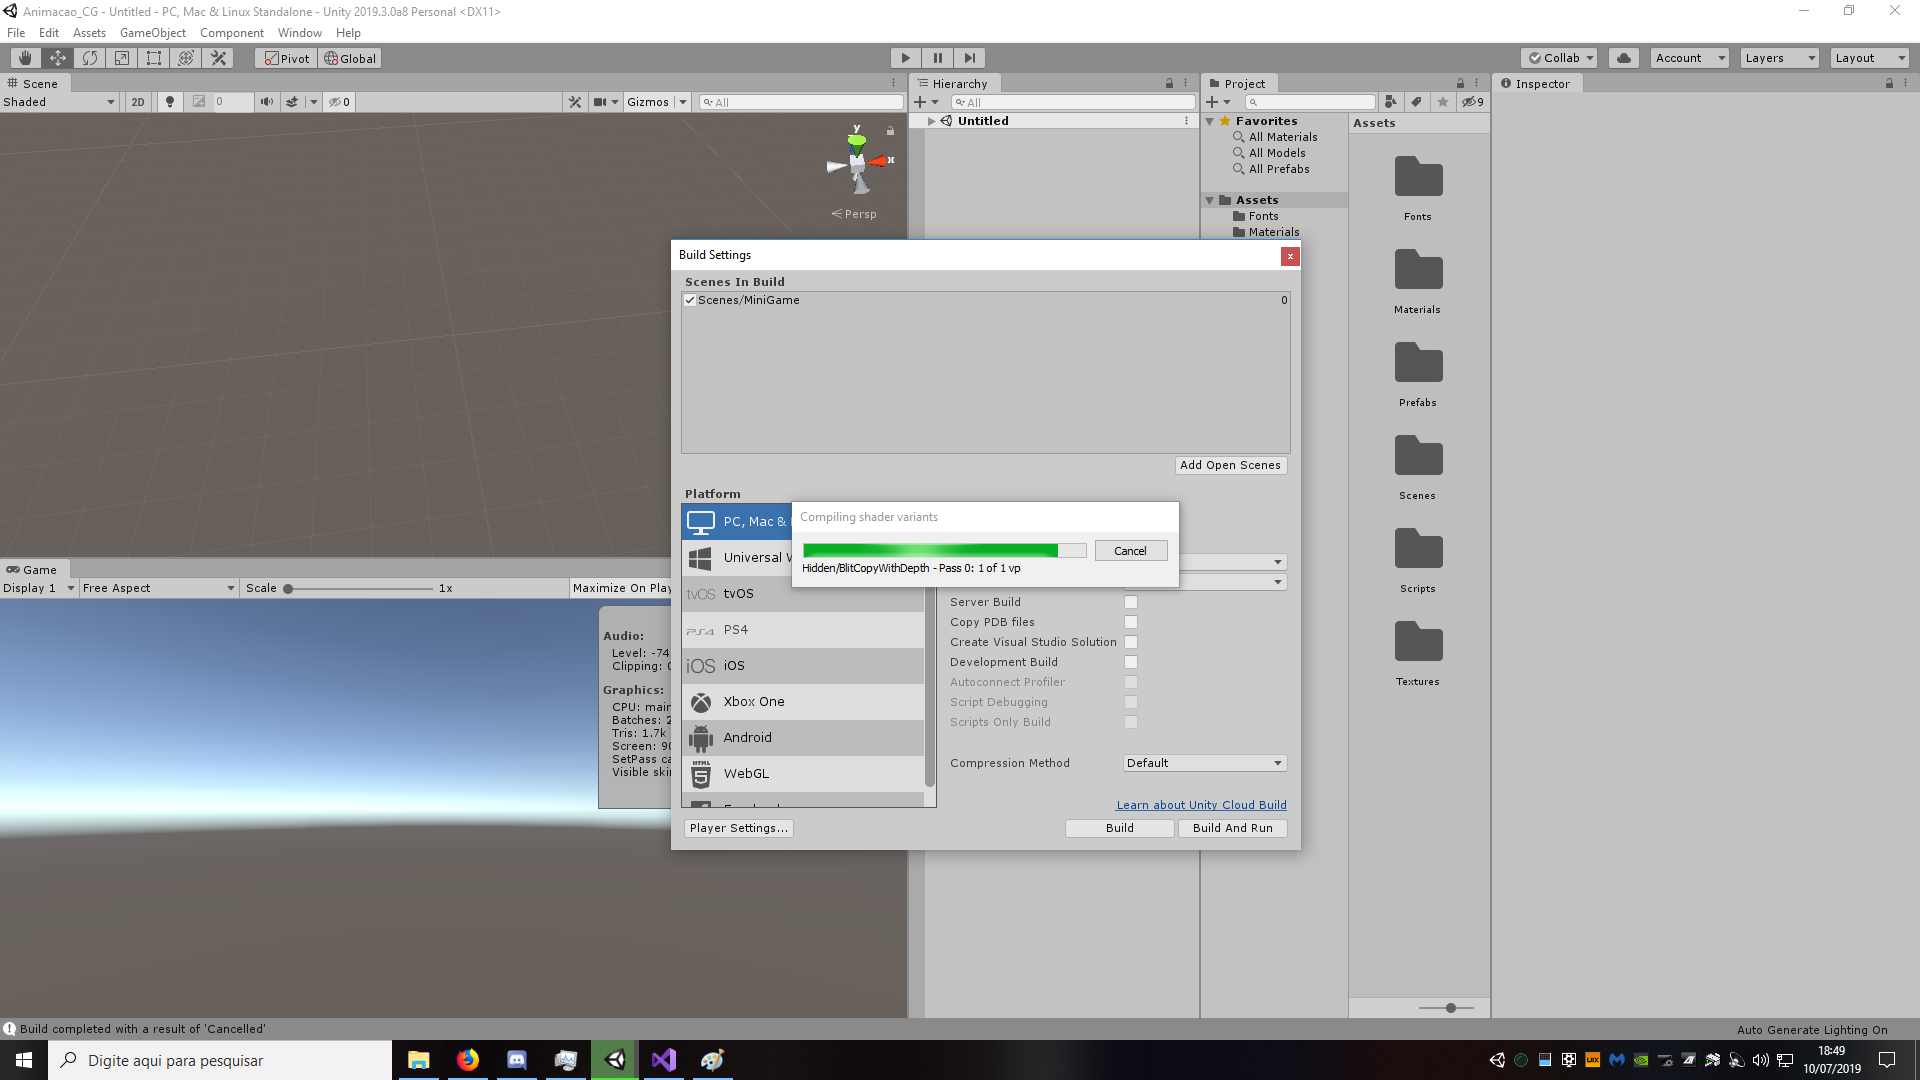 Animacao_CG - Untitled - PC, Mac & Linux Standalone - Unity 2019.3.0a8 Personal <DX11>
File Edit Assets GameObject Component Window Help
Pivot Global Collab Account Layers Layout
Scene
Shaded 2D 0 0 Gizmos All
Hierarchy
All
Untitled
Project
9
Favorites
All Materials
All Models
All Prefabs
Assets
Fonts
Materials
Assets
Fonts
Materials
Prefabs
Scenes
Scripts
Textures
Inspector
y
x
Persp
Build Settings
x
Scenes In Build
Scenes/MiniGame 0
Add Open Scenes
Platform
PC, Mac &
Universal W
tvOS tvOS
PS4 PS4
iOS iOS
Xbox One
Android
HTML
5 WebGL
Compiling shader variants
Cancel
Hidden/BlitCopyWithDepth - Pass 0: 1 of 1 vp
Server Build
Copy PDB files
Create Visual Studio Solution
Development Build
Autoconnect Profiler
Script Debugging
Scripts Only Build
Compression Method Default
Learn about Unity Cloud Build
Player Settings... Build Build And Run
Game
Display 1 Free Aspect Scale 1x Maximize On Play
Audio:
Level: -74
Clipping: 0
Graphics:
CPU: main
Batches: 2
Tris: 1.7k
Screen: 90
SetPass ca
Visible skin
Build completed with a result of 'Cancelled'
Auto Generate Lighting On
Digite aqui para pesquisar
18:49
10/07/2019